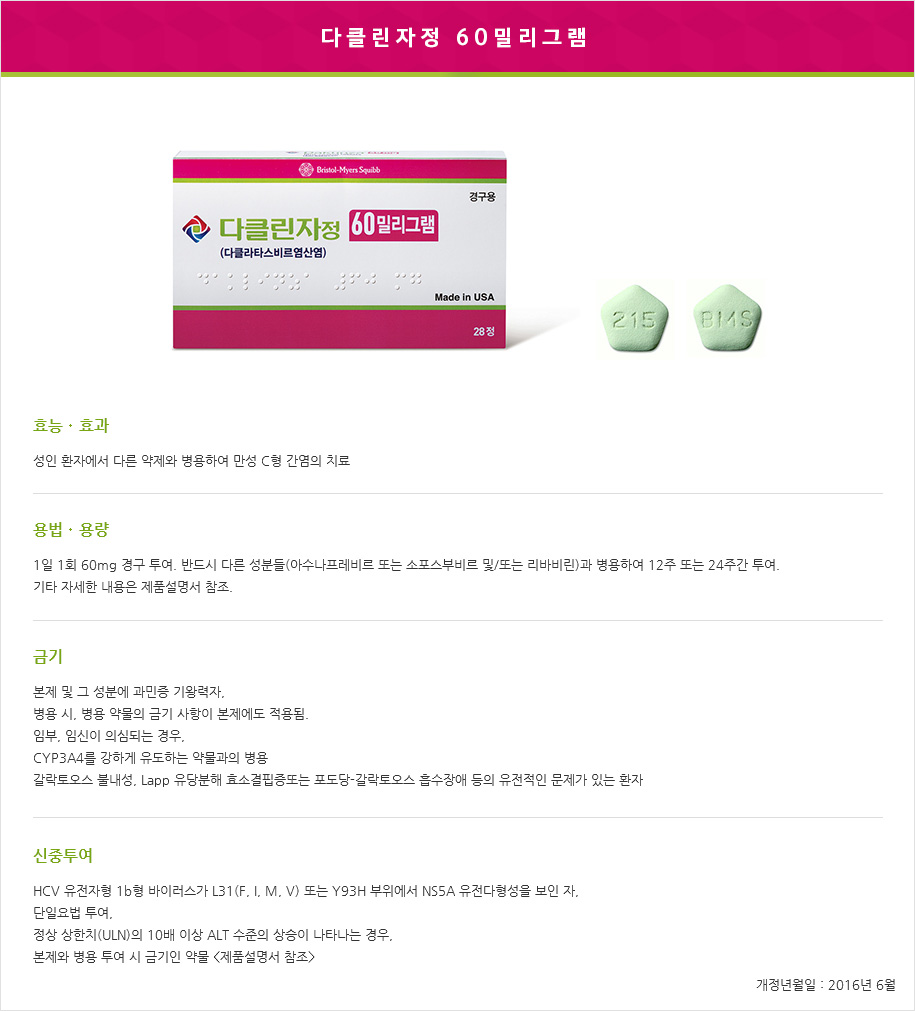 다클린자정 60밀리그램
Bristol-Myers Squibb
경구용
다클린자정 60밀리그램
(다클라타스비르염산염)
Made in USA
28정
215 BMS
효능·효과
성인 환자에서 다른 약제와 병용하여 만성 C형 간염의 치료
용법·용량
1일 1회 60mg 경구 투여. 반드시 다른 성분들(아수나프레비르 또는 소포스부비르 및/또는 리바비린)과 병용하여 12주 또는 24주간 투여.
기타 자세한 내용은 제품설명서 참조.
금기
본제 및 그 성분에 과민증 기왕력자,
병용 시, 병용 약물의 금기 사항이 본제에도 적용됨.
임부, 임신이 의심되는 경우,
CYP3A4를 강하게 유도하는 약물과의 병용
갈락토오스 불내성, Lapp 유당분해 효소결핍증또는 포도당-갈락토오스 흡수장애 등의 유전적인 문제가 있는 환자
신중투여
HCV 유전자형 1b형 바이러스가 L31(F, I, M, V) 또는 Y93H 부위에서 NS5A 유전다형성을 보인 자,
단일요법 투여,
정상 상한치(ULN)의 10배 이상 ALT 수준의 상승이 나타나는 경우,
본제와 병용 투여 시 금기인 약물 <제품설명서 참조>
개정년월일 : 2016년 6월